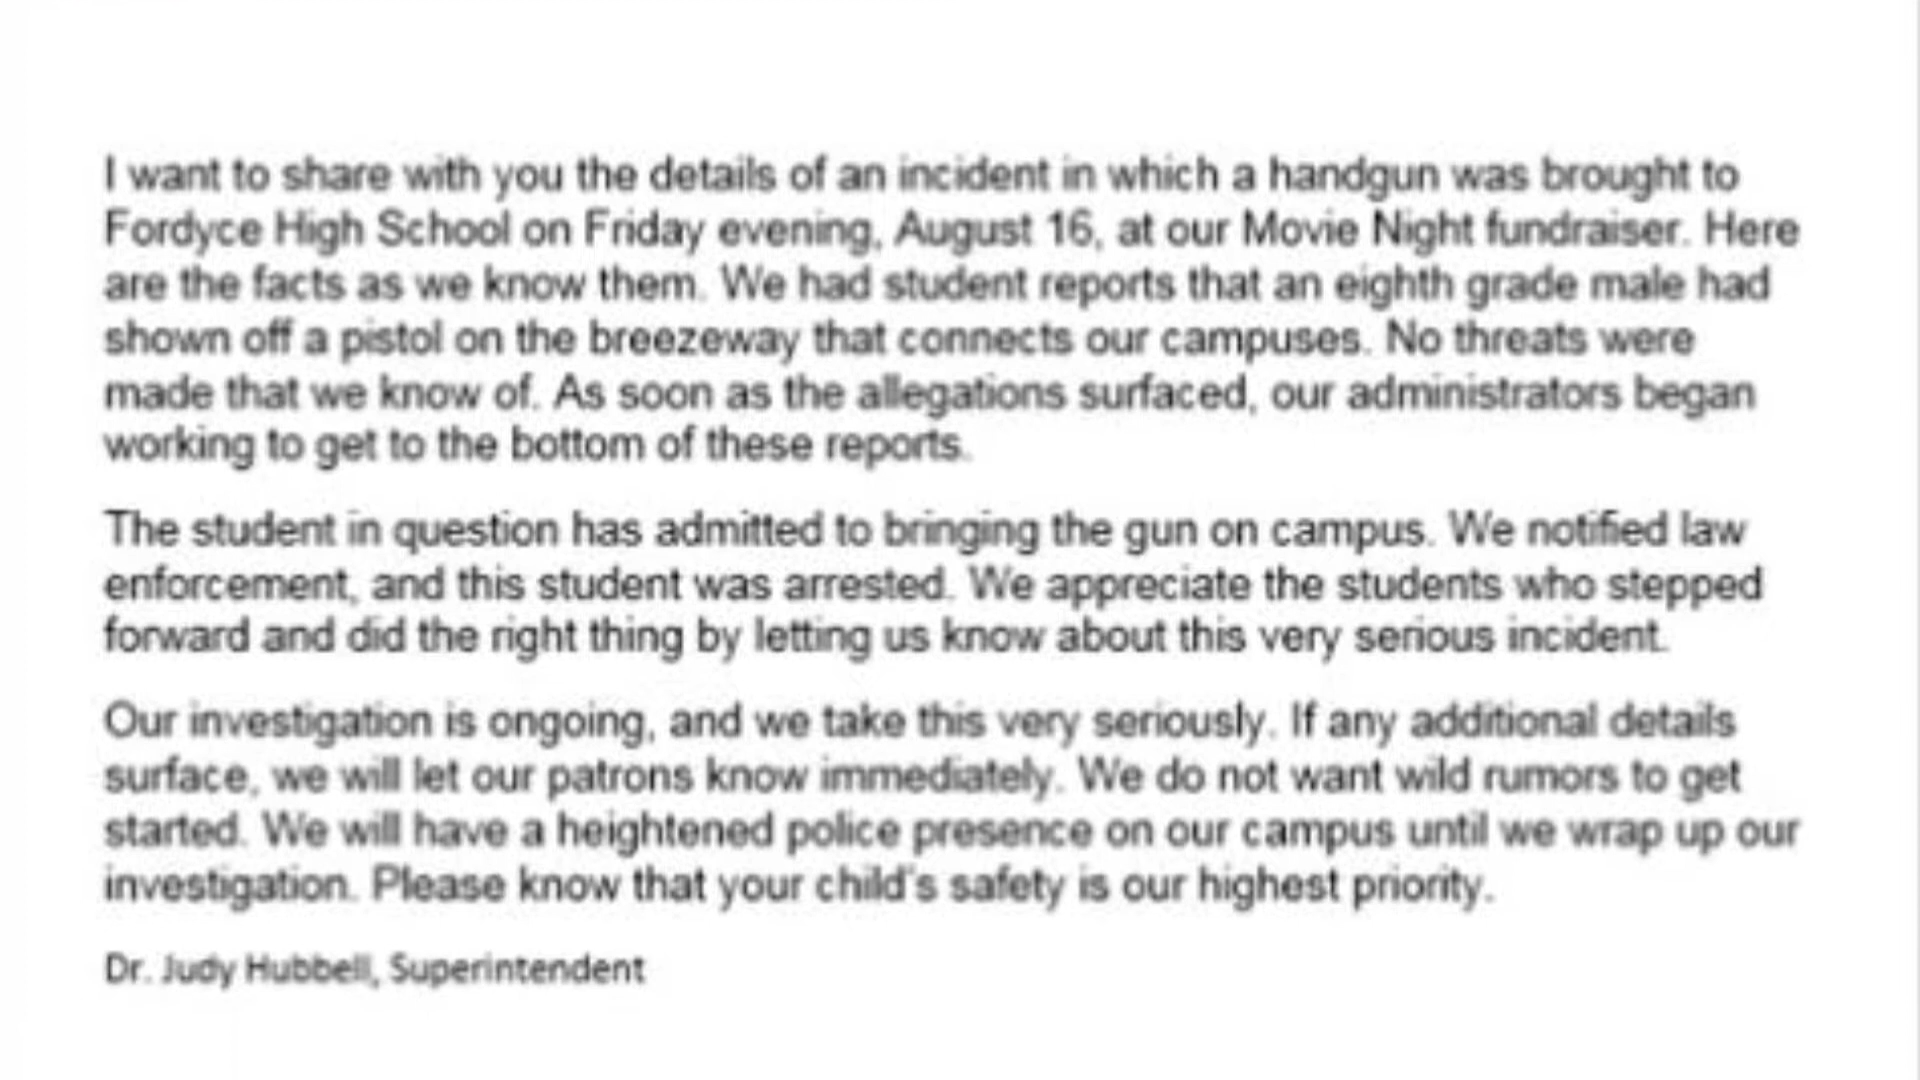 I want to share with you the details of an incident in which a handgun was brought to
Fordyce High School on Friday evening, August 16, at our Movie Night fundraiser. Here
are the facts as we know them. We had student reports that an eighth grade male had
shown off a pistol on the breezeway that connects our campuses. No threats were
made that we know of. As soon as the allegations surfaced, our administrators began
working to get to the bottom of these reports.
The student in question has admitted to bringing the gun on campus. We notified law
enforcement, and this student was arrested. We appreciate the students who stepped
forward and did the right thing by letting us know about this very serious incident.
Our investigation is ongoing, and we take this very seriously. If any additional details
surface, we will let our patrons know immediately. We do not want wild rumors to get
started. We will have a heightened police presence on our campus until we wrap up our
investigation. Please know that your child's safety is our highest priority.
Dr. Judy Hubbell, Superintendent